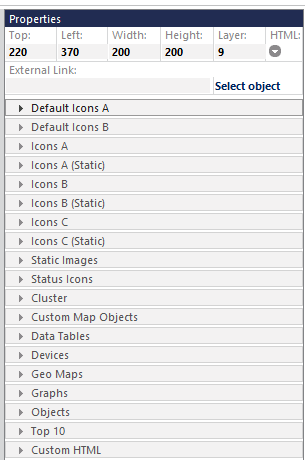 Properties
Top: Left: Width: Height: Layer: HTML:
220 370 200 200 9
External Link:
Select object
Default Icons A
Default Icons B
Icons A
Icons A (Static)
Icons B
Icons B (Static)
Icons C
Icons C (Static)
Static Images
Status Icons
Cluster
Custom Map Objects
Data Tables
Devices
Geo Maps
Graphs
Objects
Top 10
Custom HTML